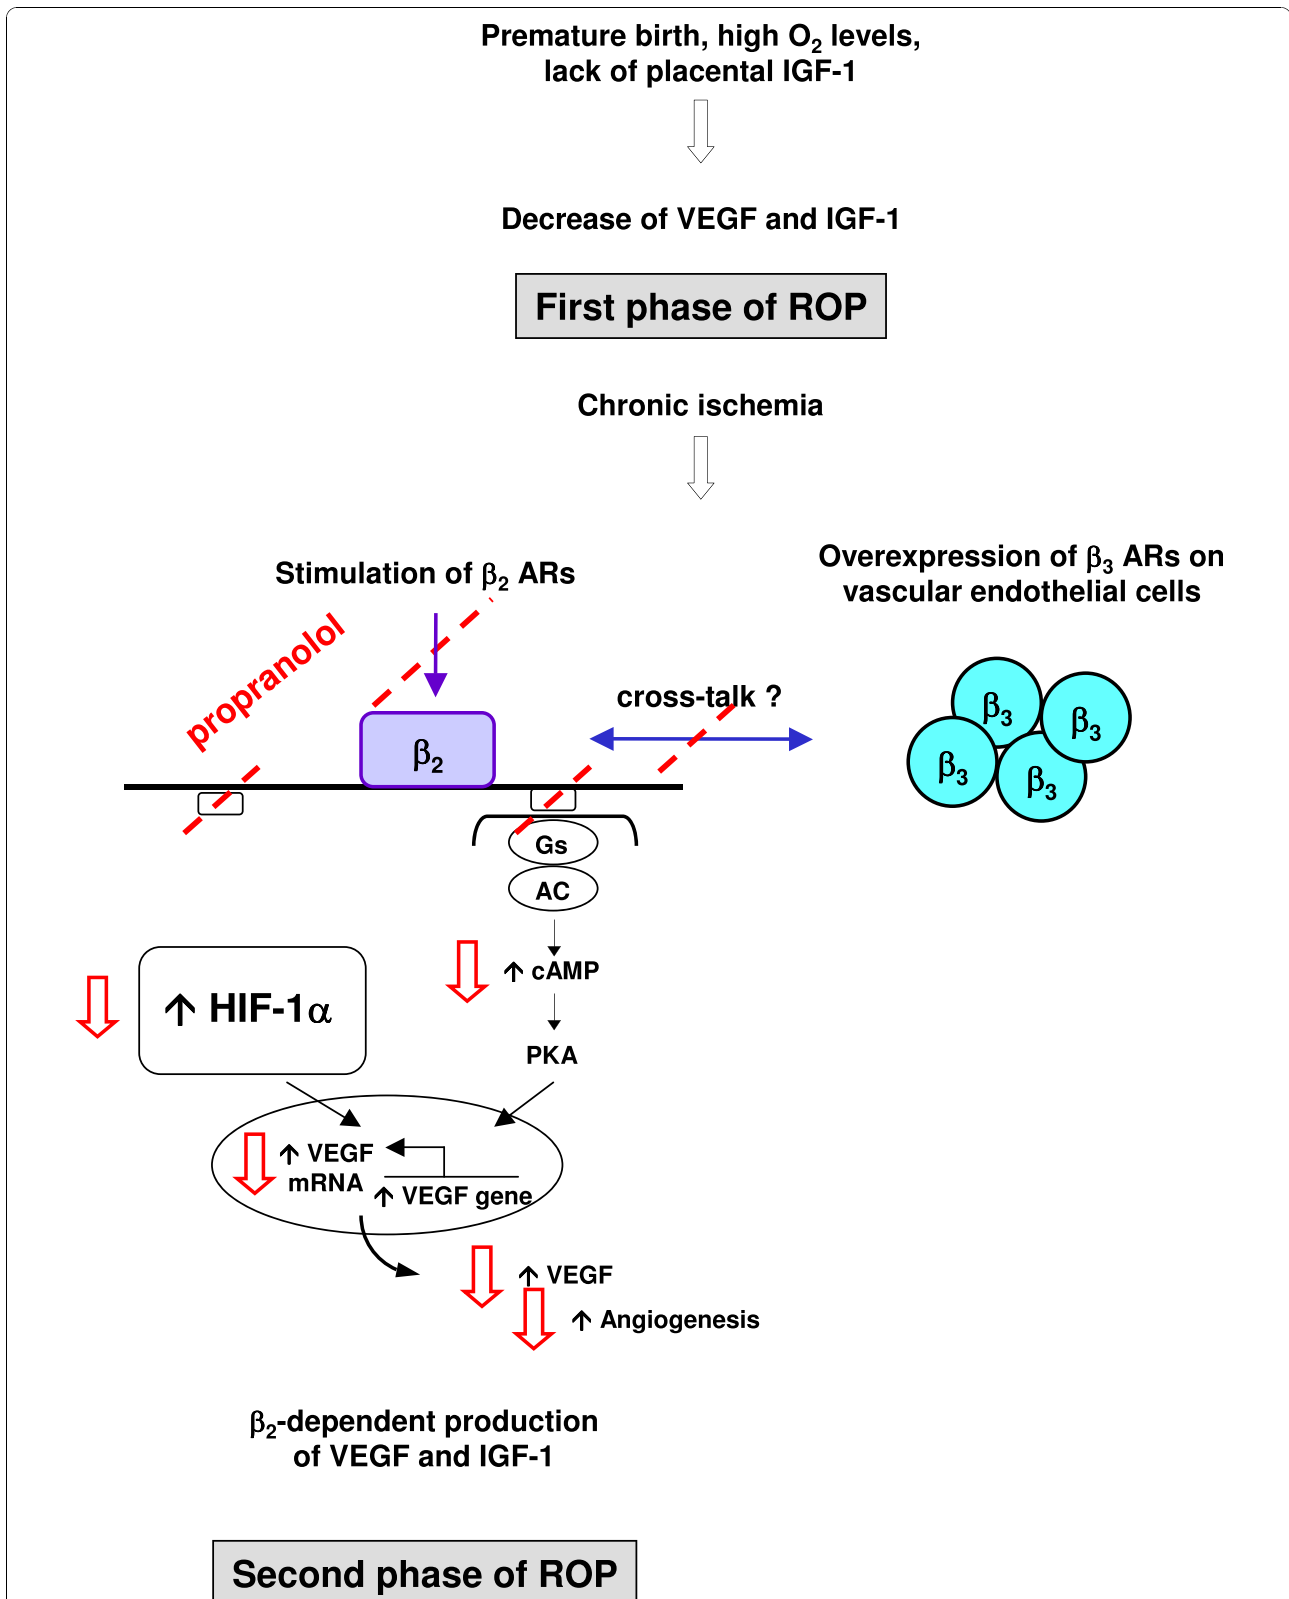 Premature birth, high O₂ levels,
lack of placental IGF-1
Decrease of VEGF and IGF-1
First phase of ROP
Chronic ischemia
Stimulation of β₂ ARs
Overexpression of β₃ ARs on
vascular endothelial cells
propranolol
cross-talk ?
β₂
β₃
β₃
β₃
β₃
Gs
AC
↑ cAMP
↑ HIF-1α
PKA
↑ VEGF
mRNA
↑ VEGF gene
↑ VEGF
↑ Angiogenesis
β₂-dependent production
of VEGF and IGF-1
Second phase of ROP